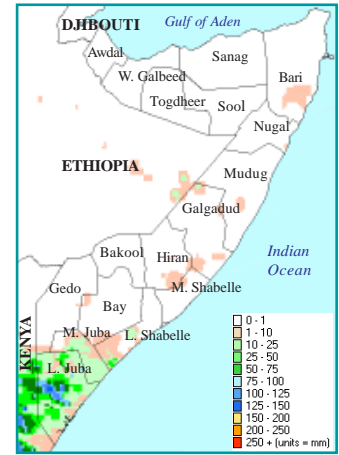 DJIBOUTI
Gulf of Aden
Awdal
Sanag
W. Galbeed
Bari
Togdheer
Sool
Nugal
ETHIOPIA
Mudug
Galgadud
Bakool
Hiran
Indian
Ocean
Gedo
M. Shabelle
Bay
KENYA
M. Juba
L. Shabelle
L. Juba
0 - 1
1 - 10
10 - 25
25 - 50
50 - 75
75 - 100
100 - 125
125 - 150
150 - 200
200 - 250
250 + (units = mm)